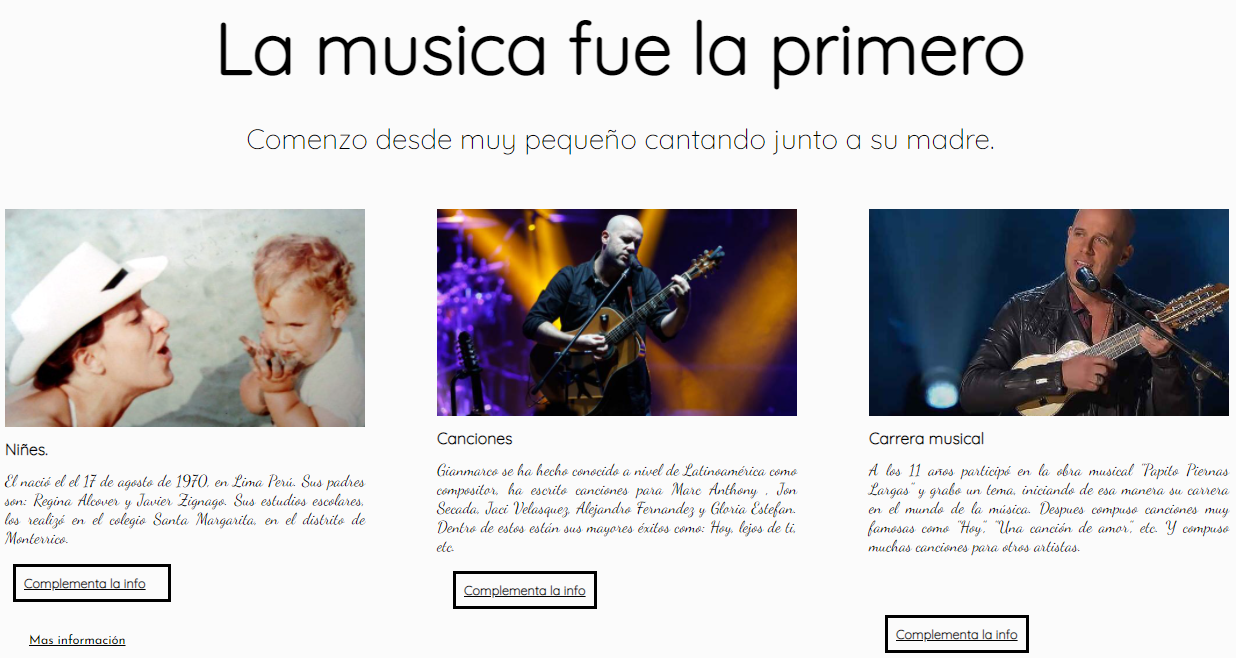 La musica fue la primero
Comenzo desde muy pequeño cantando junto a su madre.
Niñes.
El nació el el 17 de agosto de 1970, en Lima Perú. Sus padres
son: Regina Alcover y Javier Zignago. Sus estudios escolares,
los realizó en el colegio Santa Margarita, en el distrito de
Monterrico.
Complementa la info
Mas información
Canciones
Gianmarco se ha hecho conocido a nivel de Latinoamérica como
compositor, ha escrito canciones para Marc Anthony , Jon
Secada, Jaci Velasquez, Alejandro Fernandez y Gloria Estefan.
Dentro de estos están sus mayores éxitos como: Hoy, lejos de ti,
etc.
Complementa la info
Carrera musical
A los 11 años participó en la obra musical "Papito Piernas
Largas" y grabo un tema, iniciando de esa manera su carrera
en el mundo de la música. Despues compuso canciones muy
famosas como "Hoy", "Una canción de amor", etc. Y compuso
muchas canciones para otros artistas.
Complementa la info